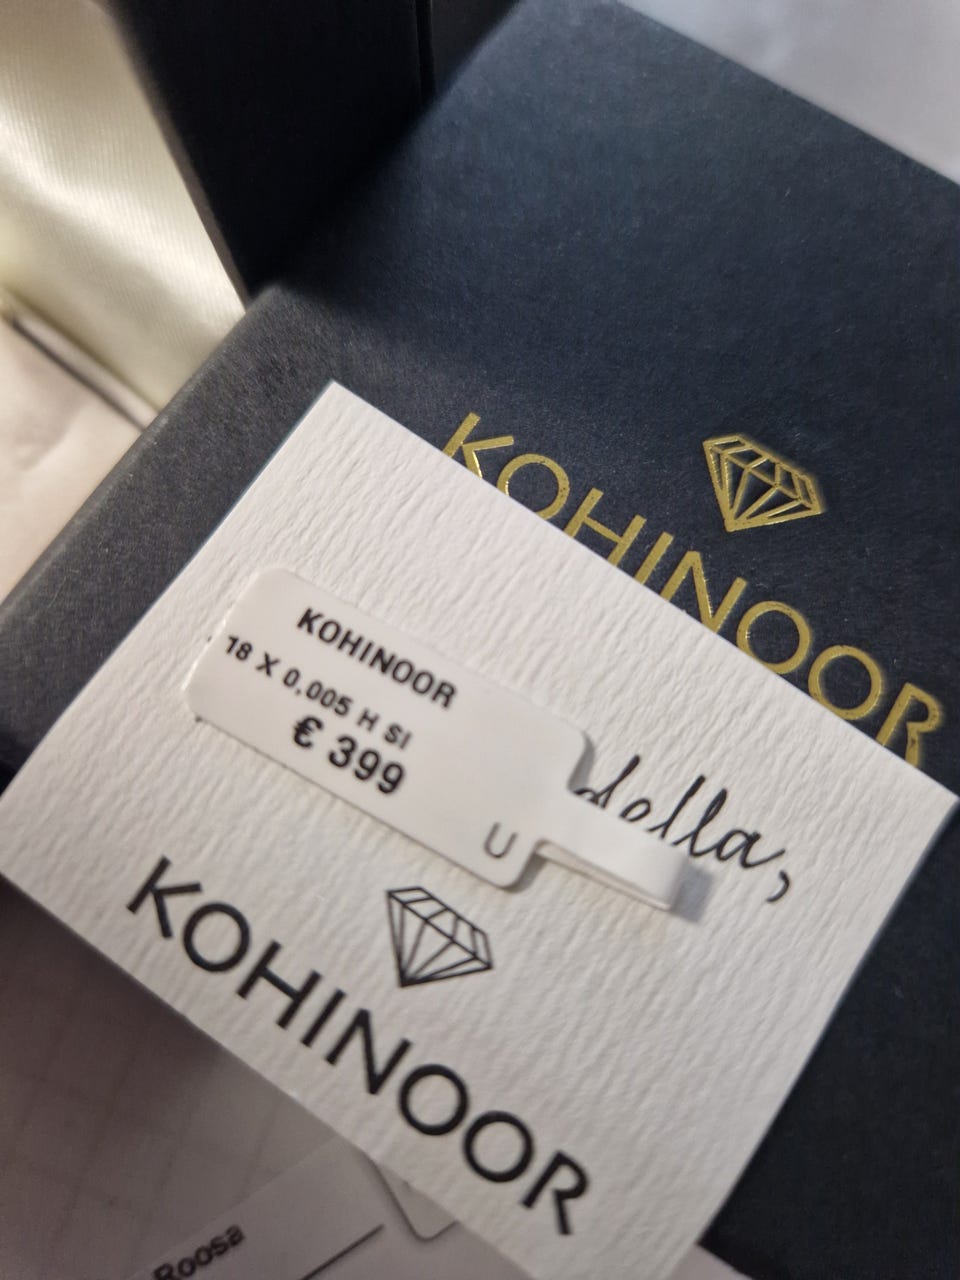 KOHINOOR
KOHINOOR
18 X 0,005 H SI
€ 399
U
della,
KOHINOOR
Roosa